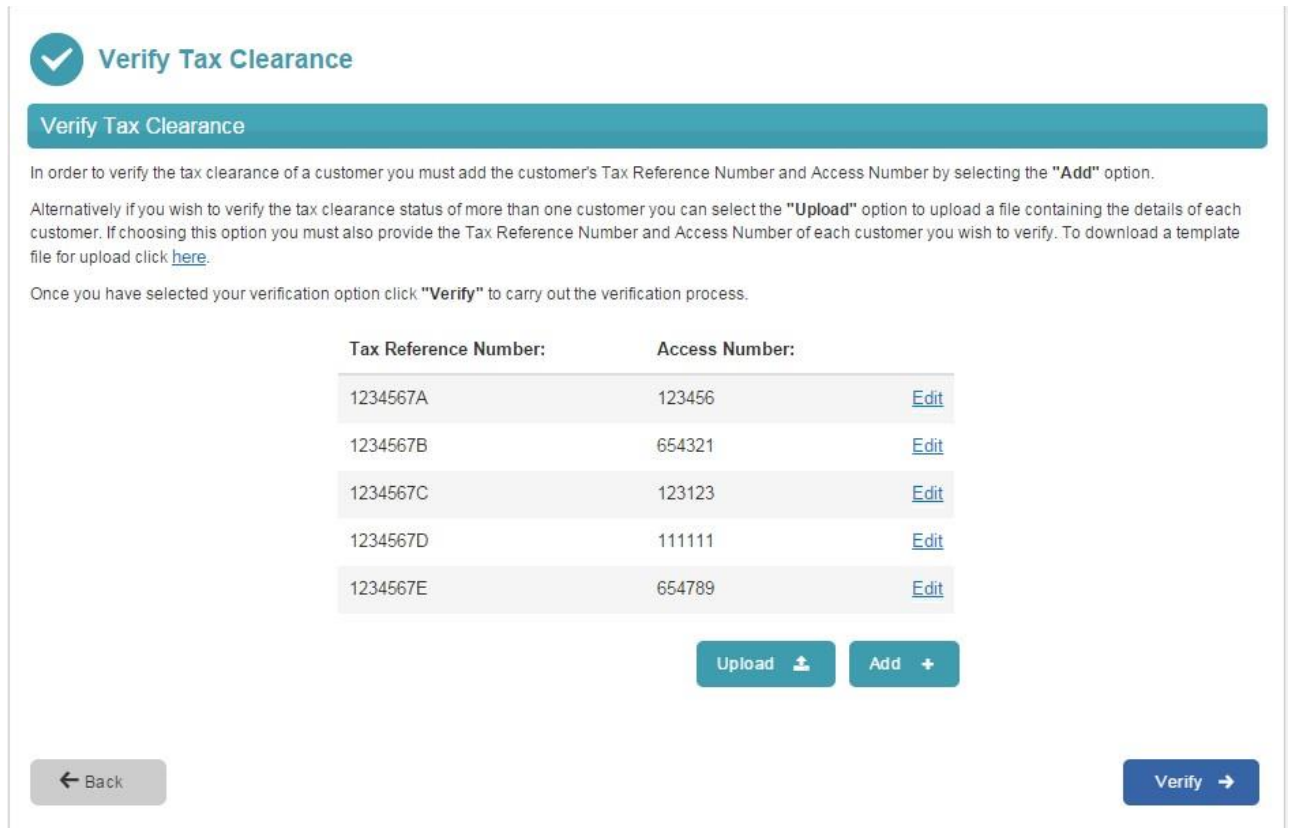 Verify Tax Clearance
Verify Tax Clearance
In order to verify the tax clearance of a customer you must add the customer's Tax Reference Number and Access Number by selecting the "Add" option.
Alternatively if you wish to verify the tax clearance status of more than one customer you can select the "Upload" option to upload a file containing the details of each
customer. If choosing this option you must also provide the Tax Reference Number and Access Number of each customer you wish to verify. To download a template
file for upload click here.
Once you have selected your verification option click "Verify" to carry out the verification process.
Tax Reference Number: Access Number:
1234567A 123456 Edit
1234567B 654321 Edit
1234567C 123123 Edit
1234567D 111111 Edit
1234567E 654789 Edit
Upload Add +
Back Verify